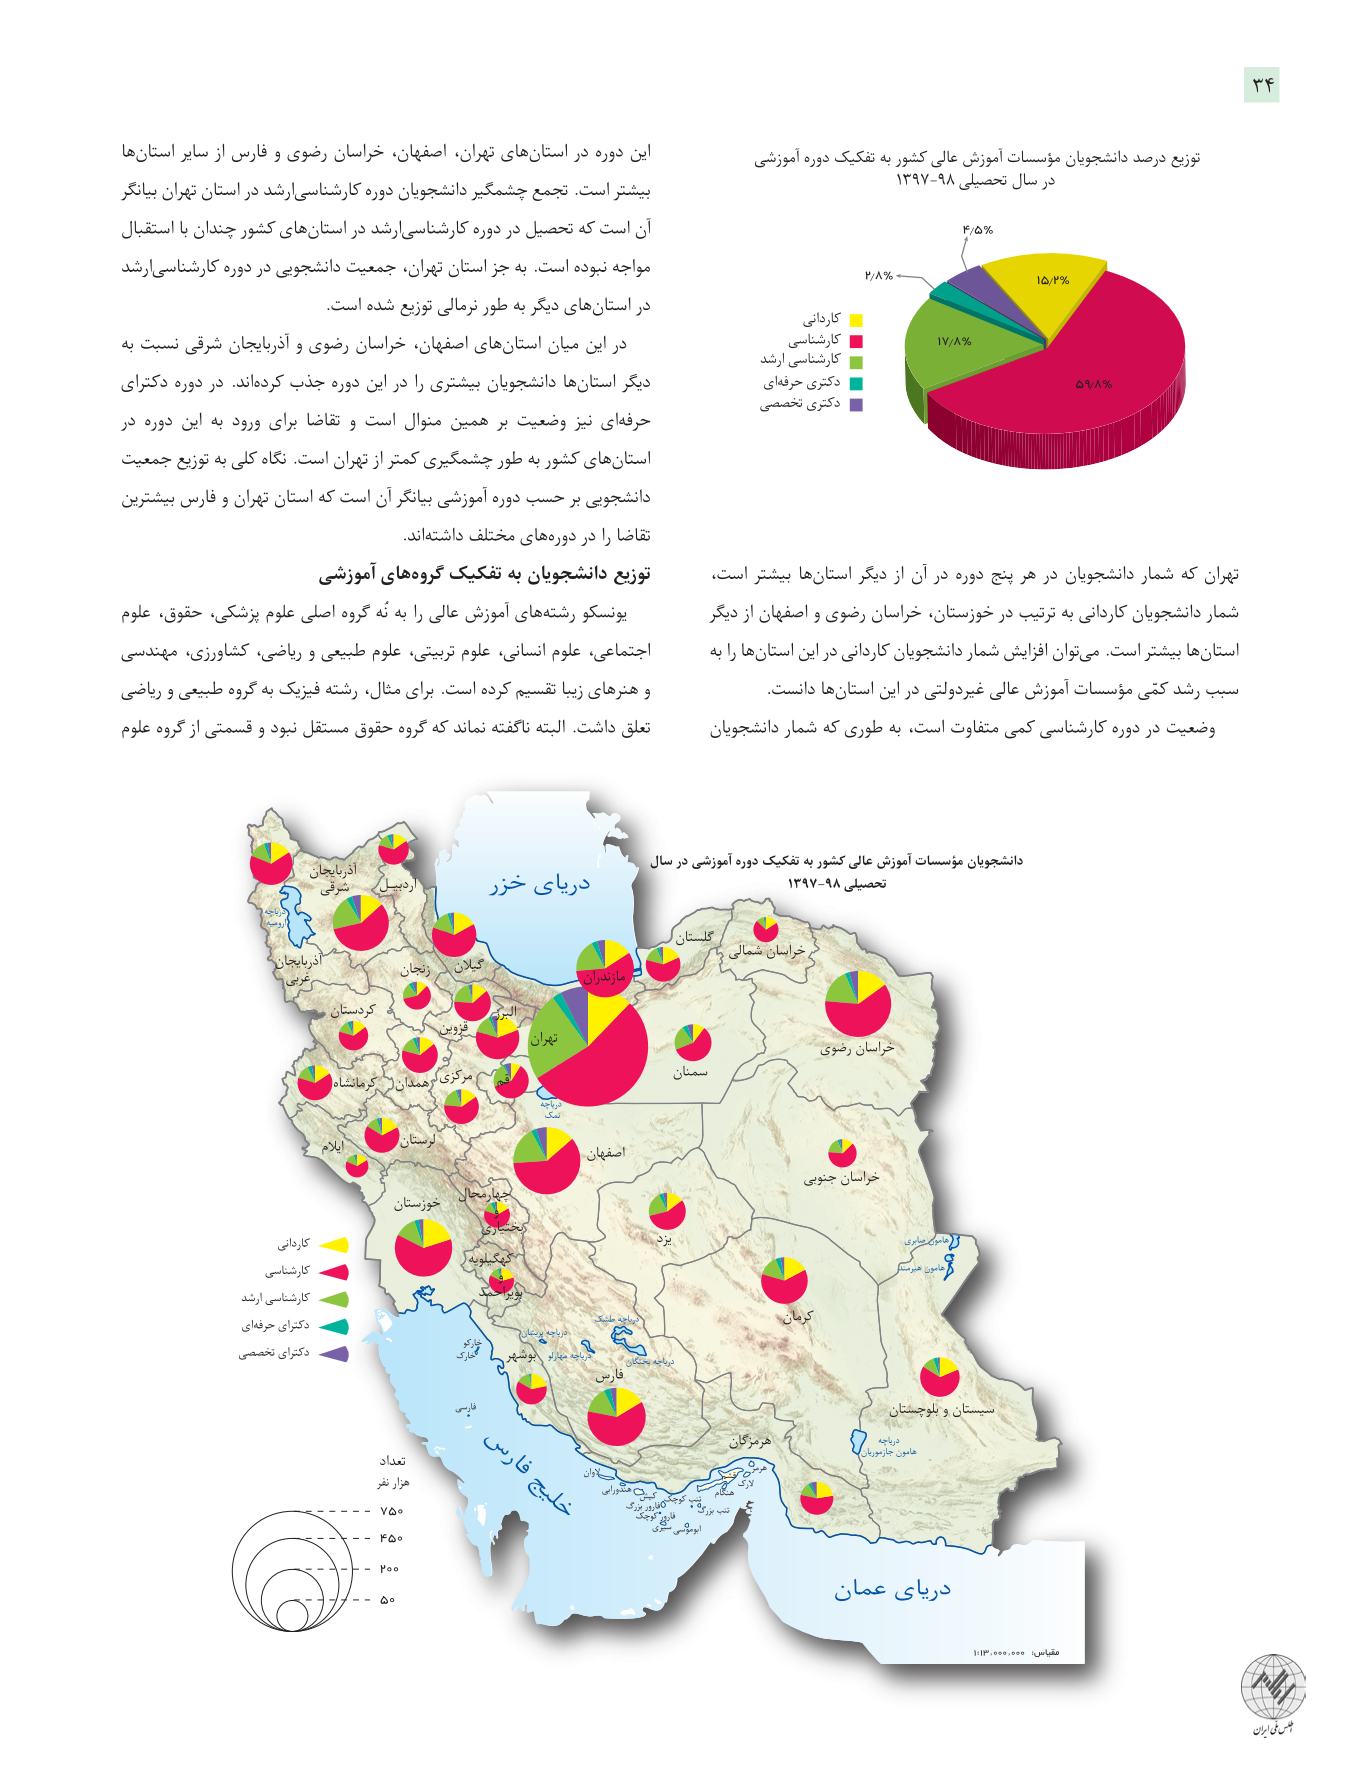 ۳۴
توزیع درصد دانشجویان مؤسسات آموزش عالی کشور به تفکیک دوره آموزشی
در سال تحصیلی ۹۸-۱۳۹۷
۴٫۵%
۲٫۸%
۱۵٫۲%
۱۷٫۸%
۵۹٫۸%
کاردانی
کارشناسی
کارشناسی ارشد
دکتری حرفه‌ای
دکتری تخصصی
تهران که شمار دانشجویان در هر پنج دوره در آن از دیگر استان‌ها بیشتر است،
شمار دانشجویان کاردانی به ترتیب در خوزستان، خراسان رضوی و اصفهان از دیگر
استان‌ها بیشتر است. می‌توان افزایش شمار دانشجویان کاردانی در این استان‌ها را به
سبب رشد کمّی مؤسسات آموزش عالی غیردولتی در این استان‌ها دانست.
وضعیت در دوره کارشناسی کمی متفاوت است، به طوری که شمار دانشجویان
این دوره در استان‌های تهران، اصفهان، خراسان رضوی و فارس از سایر استان‌ها
بیشتر است. تجمع چشمگیر دانشجویان دوره کارشناسی‌ارشد در استان تهران بیانگر
آن است که تحصیل در دوره کارشناسی‌ارشد در استان‌های کشور چندان با استقبال
مواجه نبوده است. به جز استان تهران، جمعیت دانشجویی در دوره کارشناسی‌ارشد
در استان‌های دیگر به طور نرمالی توزیع شده است.
در این میان استان‌های اصفهان، خراسان رضوی و آذربایجان شرقی نسبت به
دیگر استان‌ها دانشجویان بیشتری را در این دوره جذب کرده‌اند. در دوره دکترای
حرفه‌ای نیز وضعیت بر همین منوال است و تقاضا برای ورود به این دوره در
استان‌های کشور به طور چشمگیری کمتر از تهران است. نگاه کلی به توزیع جمعیت
دانشجویی بر حسب دوره آموزشی بیانگر آن است که استان تهران و فارس بیشترین
تقاضا را در دوره‌های مختلف داشته‌اند.
توزیع دانشجویان به تفکیک گروه‌های آموزشی
یونسکو رشته‌های آموزش عالی را به نُه گروه اصلی علوم پزشکی، حقوق، علوم
اجتماعی، علوم انسانی، علوم تربیتی، علوم طبیعی و ریاضی، کشاورزی، مهندسی
و هنرهای زیبا تقسیم کرده است. برای مثال، رشته فیزیک به گروه طبیعی و ریاضی
تعلق داشت. البته ناگفته نماند که گروه حقوق مستقل نبود و قسمتی از گروه علوم
دانشجویان مؤسسات آموزش عالی کشور به تفکیک دوره آموزشی در سال
تحصیلی ۹۸-۱۳۹۷
دریای خزر
آذربایجان
شرقی
اردبیل
دریاچه
ارومیه
آذربایجان
غربی
گیلان
زنجان
مازندران
گلستان
خراسان شمالی
خراسان رضوی
کردستان
قزوین
البرز
تهران
سمنان
کرمانشاه
همدان
مرکزی
قم
دریاچه
نمک
لرستان
ایلام
اصفهان
خراسان جنوبی
خوزستان
چهارمحال
و
بختیاری
یزد
کهگیلویه
و
بویراحمد
کرمان
هامون صابری
هامون هیرمند
دریاچه طشک
دریاچه پریشان
دریاچه مهارلو
دریاچه بختگان
خارکو
خارک
بوشهر
فارس
سیستان و بلوچستان
فارسی
هرمزگان
دریاچه
هامون جازموریان
خلیج فارس
لاوان
هندورابی
کیش
فارور بزرگ
فارور کوچک
سیری
ابوموسی
تنب کوچک
تنب بزرگ
هنگام
قشم
لارک
هرمز
دریای عمان
کاردانی
کارشناسی
کارشناسی ارشد
دکترای حرفه‌ای
دکترای تخصصی
تعداد
هزار نفر
۷۵۰
۴۵۰
۲۰۰
۵۰
مقیاس: ۱:۱۳,۰۰۰,۰۰۰
اطلس ملی ایران